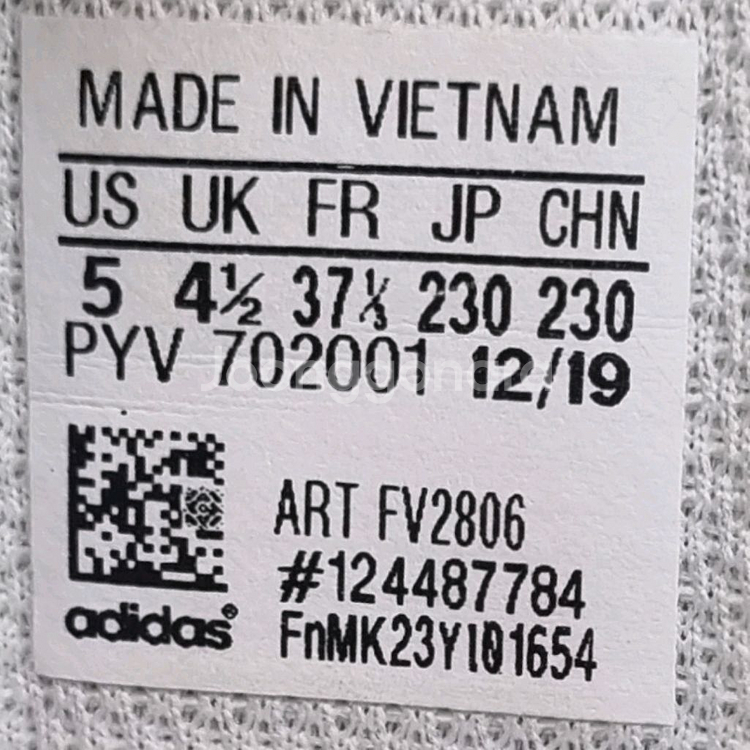 MADE IN VIETNAM
US UK FR JP CHN
5 4½ 37⅓ 230 230
PYV 702001 12/19
ART FV2806
#124487784
adidas®